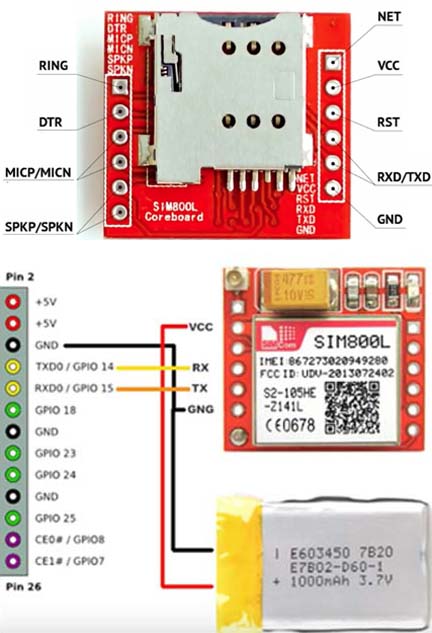 RING
DTR
MICP
MICN
SPKP
SPKN
RING
DTR
MICP/MICN
SPKP/SPKN
NET
VCC
RST
RXD/TXD
GND
NET
VCC
RST
RXD
TXD
GND
SIM800L
Coreboard
Pin 2
+5V
+5V
GND
TXD0 / GPIO 14
RXD0 / GPIO 15
GPIO 18
GND
GPIO 23
GPIO 24
GND
GPIO 25
CE0# / GPIO8
CE1# / GPIO7
Pin 26
VCC
RX
TX
GNG
477
10V
SIMCom
SIM800L
IMEI:867273020949280
FCC ID: UDV-2013072402
S2-105HE
-Z141L
CE0678
E603450 7B20
E7B02-D60-1
+ 1000mAh 3.7V